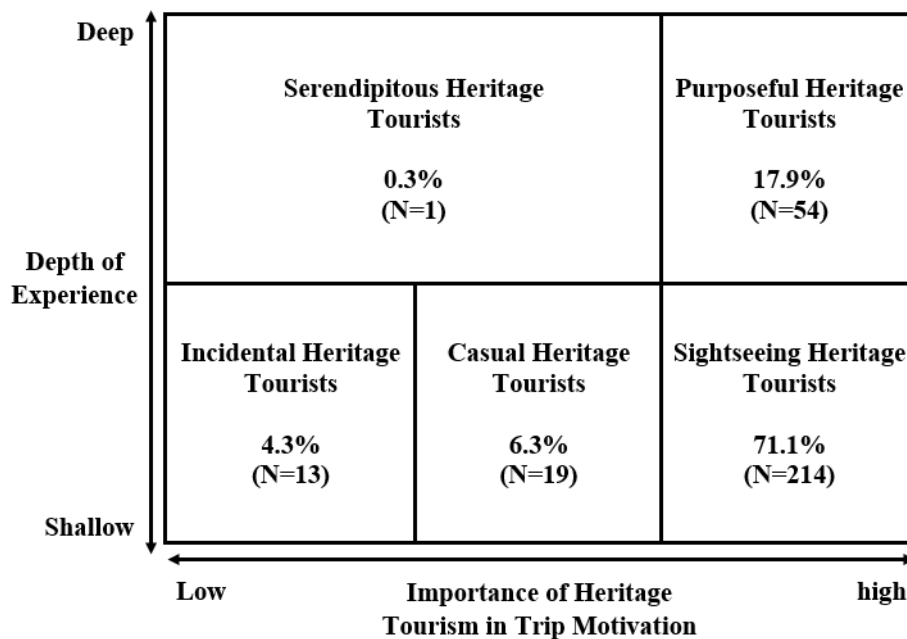 Deep
Serendipitous Heritage
Tourists
0.3%
(N=1)
Purposeful Heritage
Tourists
17.9%
(N=54)
Depth of
Experience
Incidental Heritage
Tourists
4.3%
(N=13)
Casual Heritage
Tourists
6.3%
(N=19)
Sightseeing Heritage
Tourists
71.1%
(N=214)
Shallow
Low
Importance of Heritage
Tourism in Trip Motivation
high